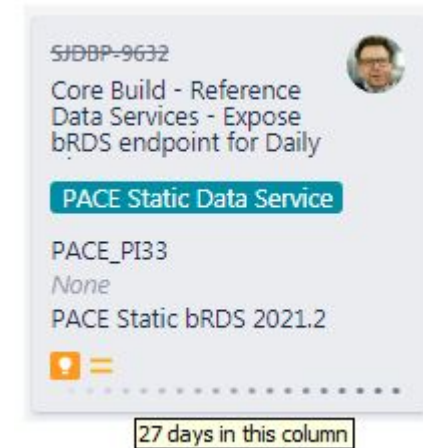 SJDBP-9632
Core Build - Reference
Data Services - Expose
bRDS endpoint for Daily
PACE Static Data Service
PACE_PI33
None
PACE Static bRDS 2021.2
27 days in this column